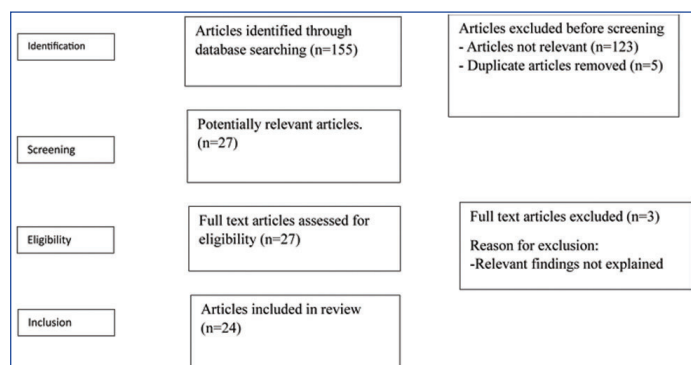 Identification
Articles identified through
database searching (n=155)
Articles excluded before screening
- Articles not relevant (n=123)
- Duplicate articles removed (n=5)
Screening
Potentially relevant articles.
(n=27)
Eligibility
Full text articles assessed for
eligibility (n=27)
Full text articles excluded (n=3)
Reason for exclusion:
-Relevant findings not explained
Inclusion
Articles included in review
(n=24)